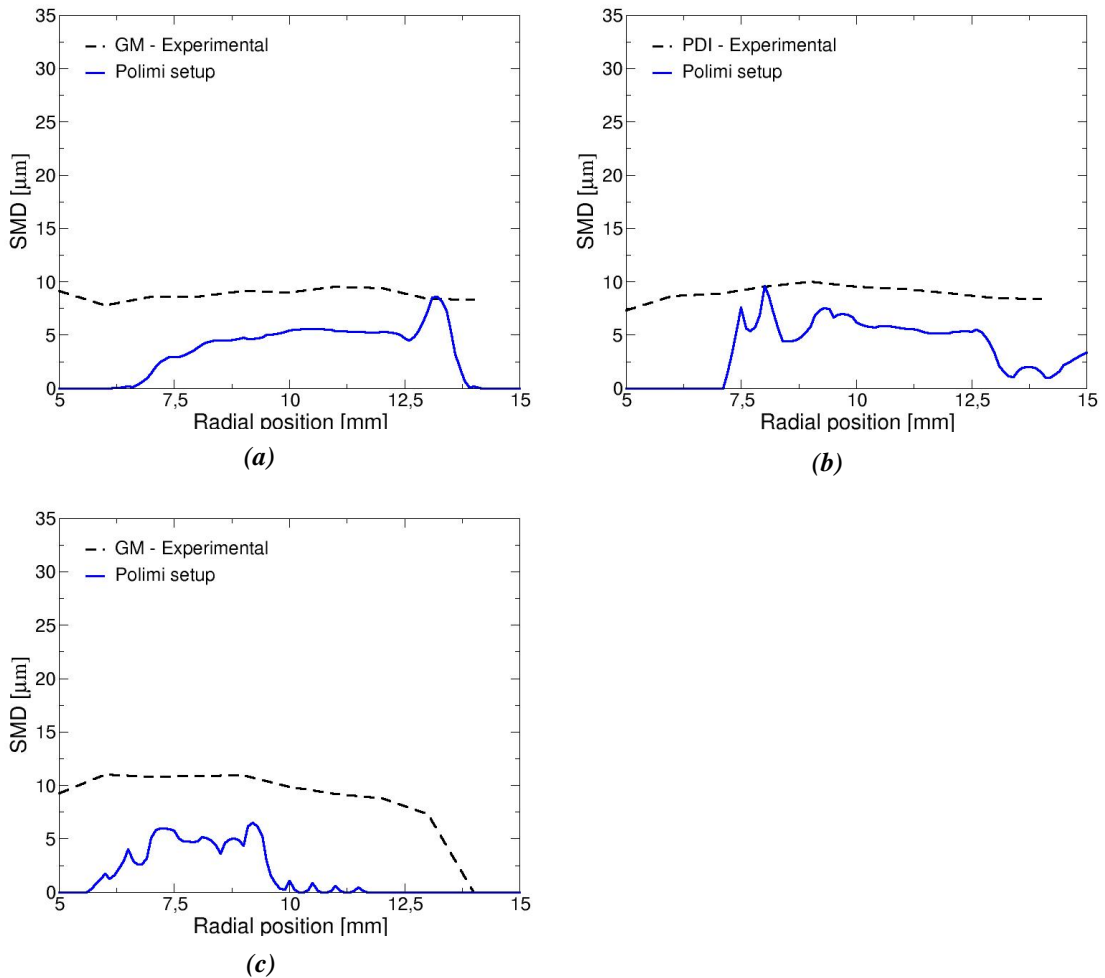 35
30
25
20
15
10
5
0
SMD [μm]
GM - Experimental
Polimi setup
5 7,5 10 12,5 15
Radial position [mm]
(a)
35
30
25
20
15
10
5
0
SMD [μm]
PDI - Experimental
Polimi setup
5 7,5 10 12,5 15
Radial position [mm]
(b)
35
30
25
20
15
10
5
0
SMD [μm]
GM - Experimental
Polimi setup
5 7,5 10 12,5 15
Radial position [mm]
(c)